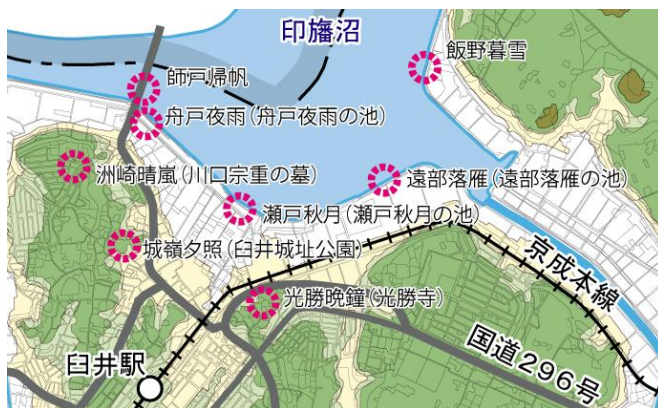 印旛沼
飯野暮雪
師戸帰帆
舟戸夜雨(舟戸夜雨の池)
洲崎晴嵐(川口宗重の墓)
遠部落雁(遠部落雁の池)
瀬戸秋月(瀬戸秋月の池)
城嶺夕照(臼井城址公園)
光勝晩鐘(光勝寺)
京成本線
国道296号
臼井駅